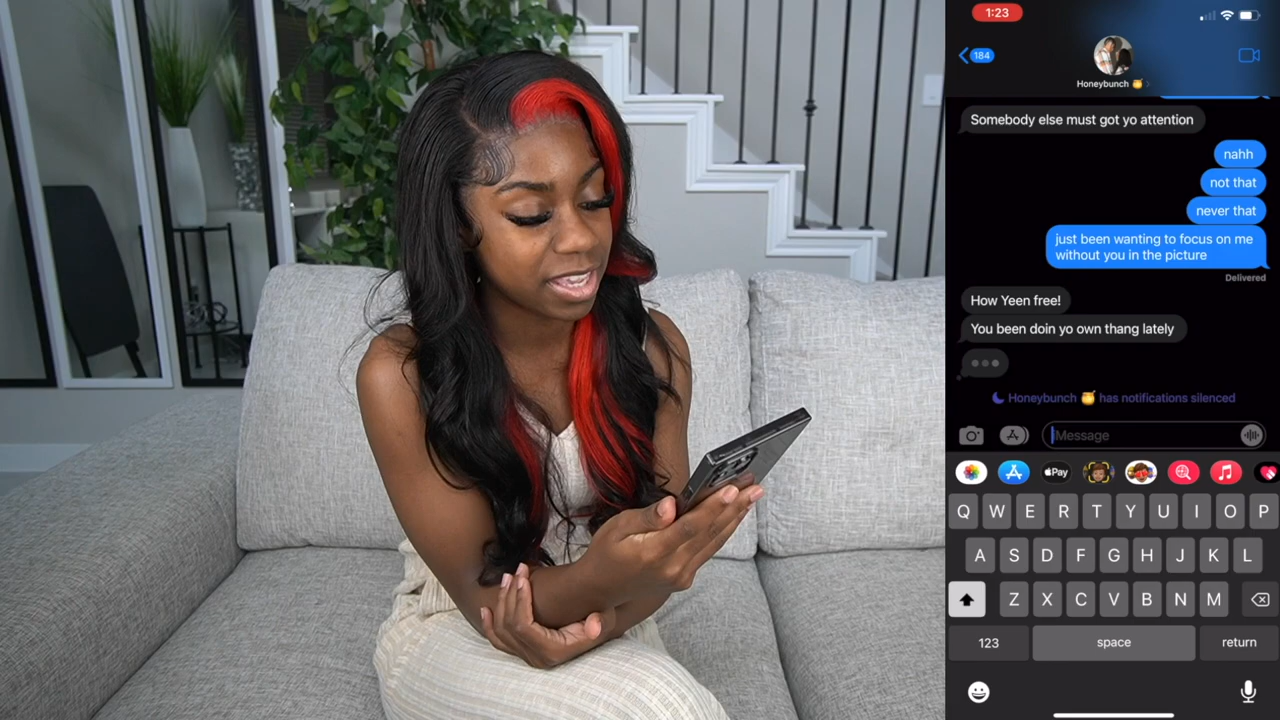 1:23
184
Honeybunch 🍯
Somebody else must got yo attention
nahh
not that
never that
just been wanting to focus on me
without you in the picture
Delivered
How Yeen free!
You been doin yo own thang lately
Honeybunch 🍯 has notifications silenced
Message
Pay
Q W E R T Y U I O P
A S D F G H J K L
Z X C V B N M
123 space return